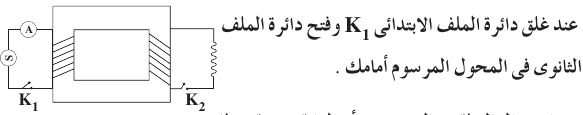 عند غلق دائرة الملف الابتدائى K1 وفتح دائرة الملف
الثانوى فى المحول المرسوم أمامك .
A
S
K1
K2